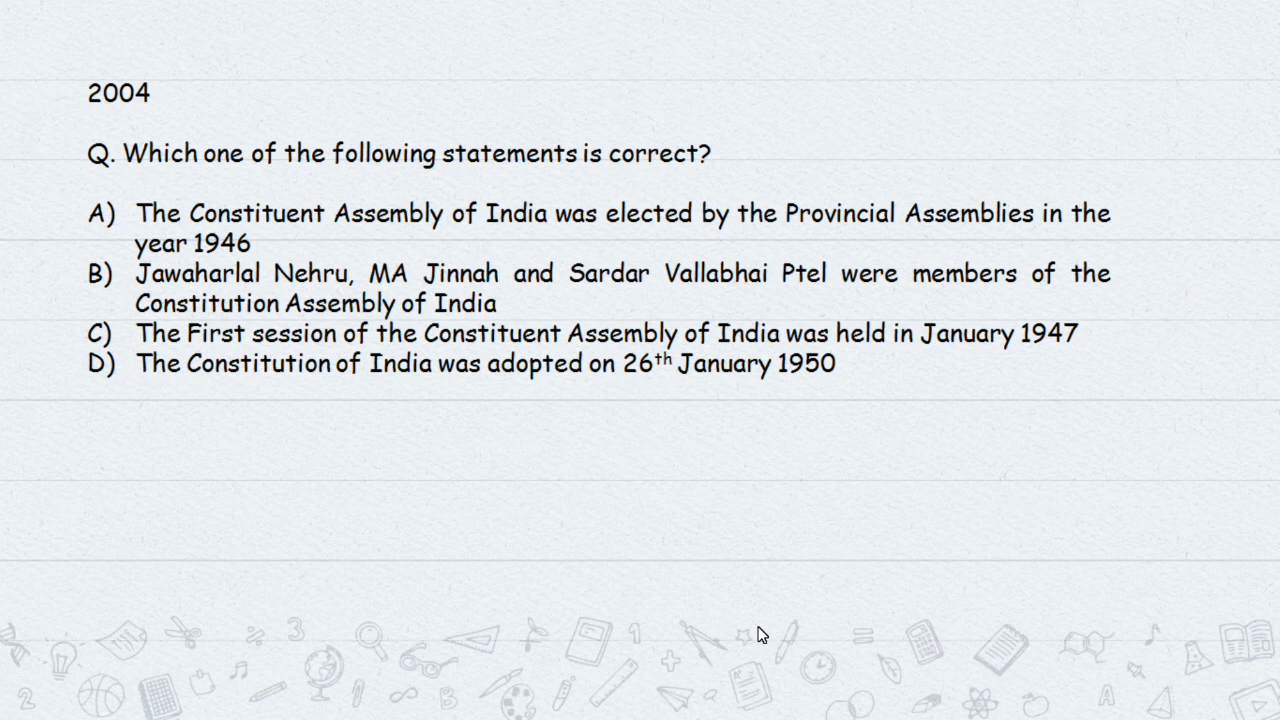 2004
Q. Which one of the following statements is correct?
A) The Constituent Assembly of India was elected by the Provincial Assemblies in the
year 1946
B) Jawaharlal Nehru, MA Jinnah and Sardar Vallabhai Ptel were members of the
Constitution Assembly of India
C) The First session of the Constituent Assembly of India was held in January 1947
D) The Constitution of India was adopted on 26th January 1950